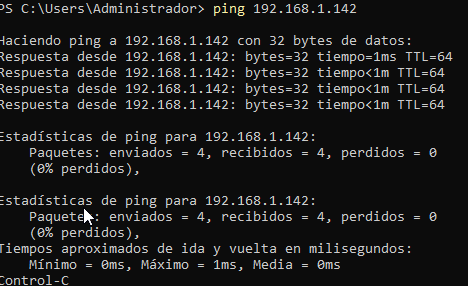 PS C:\Users\Administrador> ping 192.168.1.142
Haciendo ping a 192.168.1.142 con 32 bytes de datos:
Respuesta desde 192.168.1.142: bytes=32 tiempo=1ms TTL=64
Respuesta desde 192.168.1.142: bytes=32 tiempo<1m TTL=64
Respuesta desde 192.168.1.142: bytes=32 tiempo<1m TTL=64
Respuesta desde 192.168.1.142: bytes=32 tiempo<1m TTL=64
Estadísticas de ping para 192.168.1.142:
Paquetes: enviados = 4, recibidos = 4, perdidos = 0
(0% perdidos),
Estadísticas de ping para 192.168.1.142:
Paquetes: enviados = 4, recibidos = 4, perdidos = 0
(0% perdidos),
Tiempos aproximados de ida y vuelta en milisegundos:
Mínimo = 0ms, Máximo = 1ms, Media = 0ms
Control-C